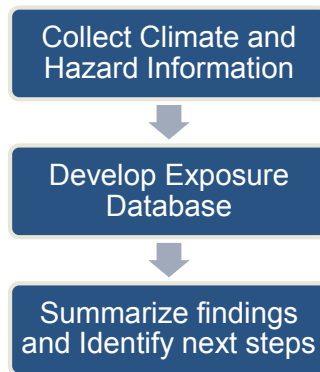 Collect Climate and
Hazard Information
Develop Exposure
Database
Summarize findings
and Identify next steps